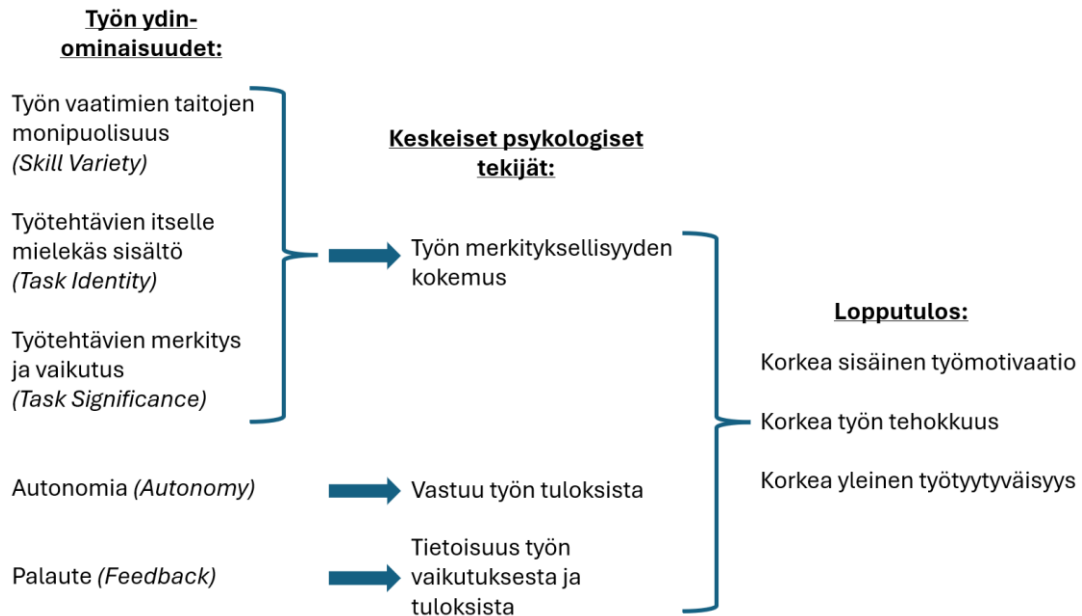 Työn ydin-
ominaisuudet:
Työn vaatimien taitojen
monipuolisuus
(Skill Variety)
Työtehtävien itselle
mielekäs sisältö
(Task Identity)
Työtehtävien merkitys
ja vaikutus
(Task Significance)
Autonomia (Autonomy)
Palaute (Feedback)
Keskeiset psykologiset
tekijät:
Työn merkityksellisyyden
kokemus
Vastuu työn tuloksista
Tietoisuus työn
vaikutuksesta ja
tuloksista
Lopputulos:
Korkea sisäinen työmotivaatio
Korkea työn tehokkuus
Korkea yleinen työtyytyväisyys